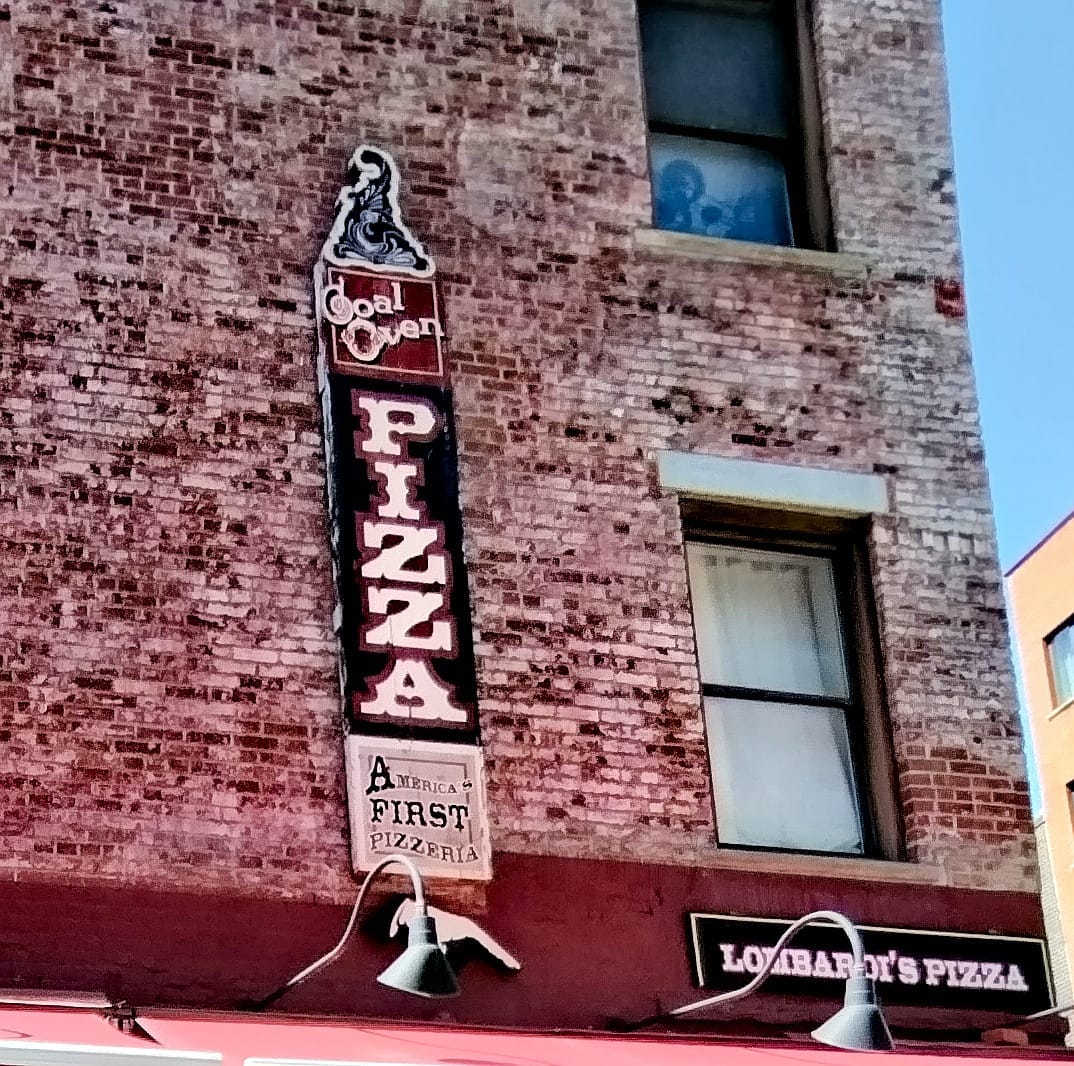 Coal
Oven
PIZZA
AMERICA'S
FIRST
PIZZERIA
LOMBARDI'S PIZZA